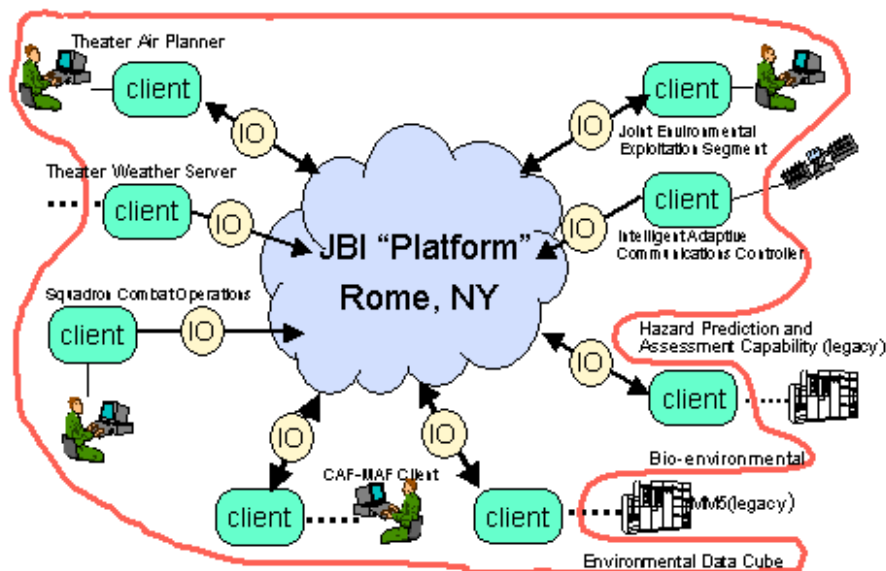 Theater Air Planner
client
IO
client
IO
Joint Environmental
Exploitation Segment
Theater Weather Server
client
IO
client
IO
Intelligent Adaptive
Communications Controller
JBI “Platform”
Rome, NY
Squadron Combat Operations
client
IO
Hazard Prediction and
Assessment Capability (legacy)
IO
client
Bio-environmental
IO
IO
CAF-MAF Client
client
client
MM5(legacy)
Environmental Data Cube